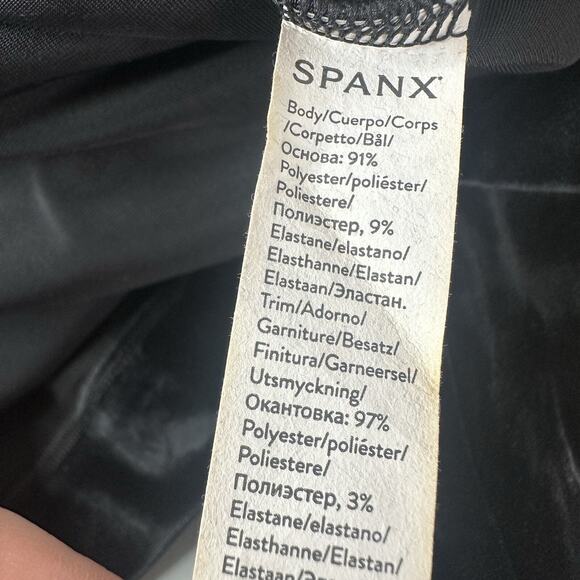 SPANX
Body/Cuerpo/Corps
/Corpetto/Bål/
Основа: 91%
Polyester/poliéster/
Poliestere/
Полиэстер, 9%
Elastane/elastano/
Elasthanne/Elastan/
Elastaan/Эластан.
Trim/Adorno/
Garniture/Besatz/
Finitura/Garneersel/
Utsmyckning/
Окантовка: 97%
Polyester/poliéster/
Poliestere/
Полиэстер, 3%
Elastane/elastano/
Elasthanne/Elastan/